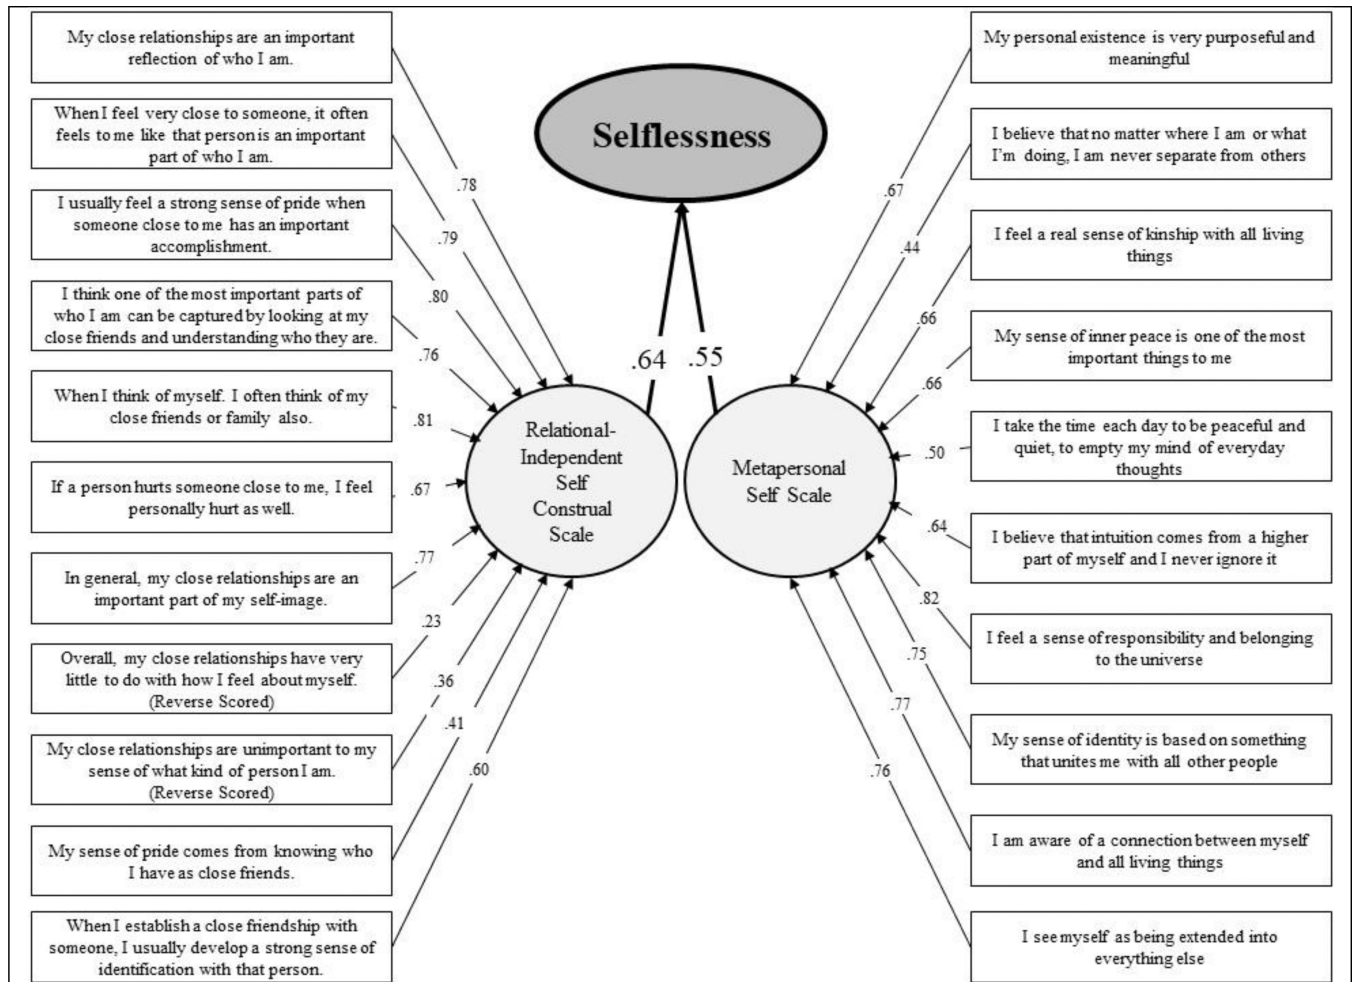 My close relationships are an important
reflection of who I am.
When I feel very close to someone, it often
feels to me like that person is an important
part of who I am.
I usually feel a strong sense of pride when
someone close to me has an important
accomplishment.
I think one of the most important parts of
who I am can be captured by looking at my
close friends and understanding who they are.
When I think of myself. I often think of my
close friends or family also.
If a person hurts someone close to me, I feel
personally hurt as well.
In general, my close relationships are an
important part of my self-image.
Overall, my close relationships have very
little to do with how I feel about myself.
(Reverse Scored)
My close relationships are unimportant to my
sense of what kind of person I am.
(Reverse Scored)
My sense of pride comes from knowing who
I have as close friends.
When I establish a close friendship with
someone, I usually develop a strong sense of
identification with that person.
.78
.79
.80
.76
.81
.67
.77
.23
.36
.41
.60
Selflessness
.64
.55
Relational-
Independent
Self
Construal
Scale
Metapersonal
Self Scale
.67
.44
.66
.66
.50
.64
.82
.75
.77
.76
My personal existence is very purposeful and
meaningful
I believe that no matter where I am or what
I'm doing, I am never separate from others
I feel a real sense of kinship with all living
things
My sense of inner peace is one of the most
important things to me
I take the time each day to be peaceful and
quiet, to empty my mind of everyday
thoughts
I believe that intuition comes from a higher
part of myself and I never ignore it
I feel a sense of responsibility and belonging
to the universe
My sense of identity is based on something
that unites me with all other people
I am aware of a connection between myself
and all living things
I see myself as being extended into
everything else